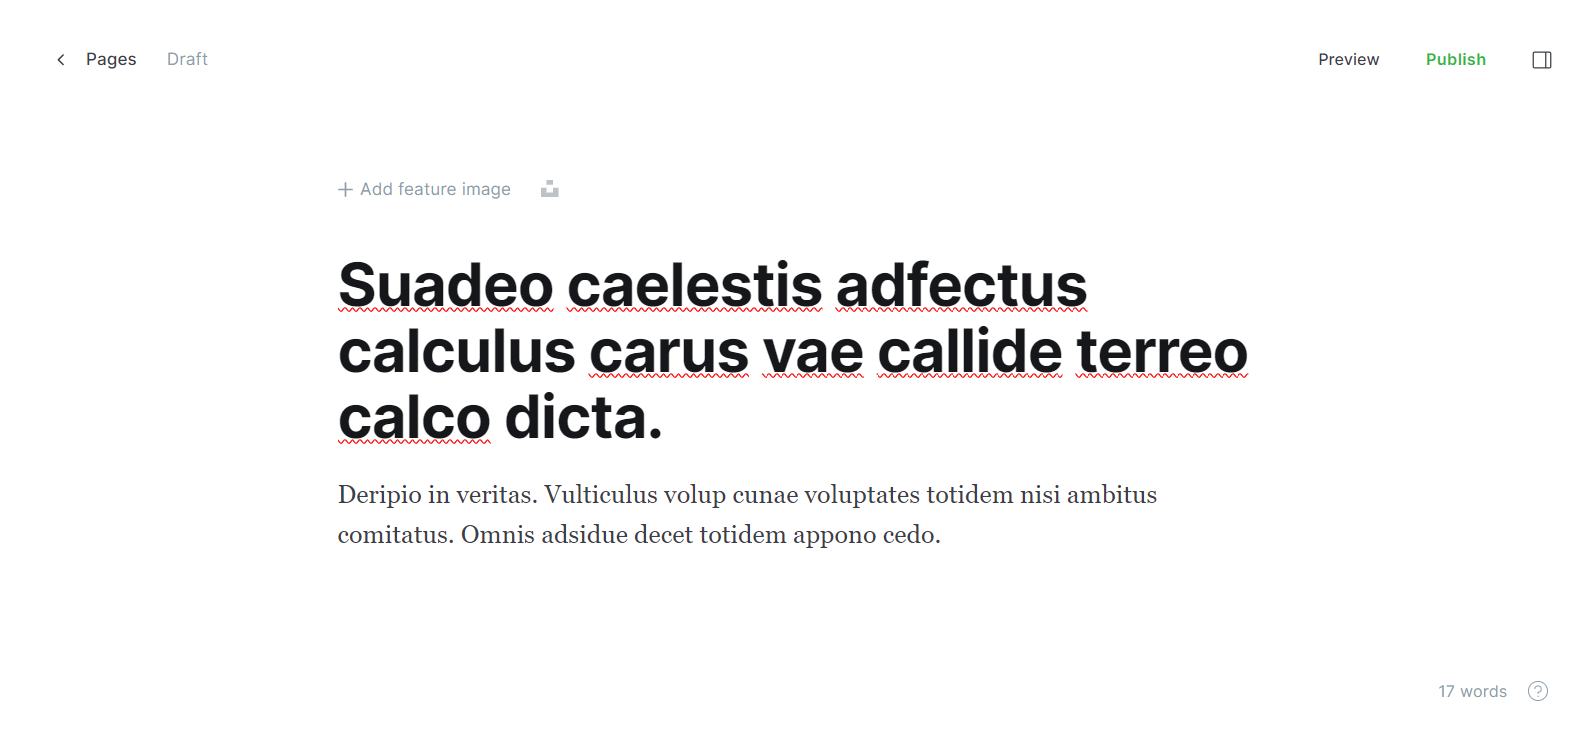 Pages Draft Preview Publish
Add feature image
Suadeo caelestis adfectus
calculus carus vae callide terreo
calco dicta.
Deripio in veritas. Vulticulus volup cunae voluptates totidem nisi ambitus
comitatus. Omnis adsidue decet totidem appono cedo.
17 words ?